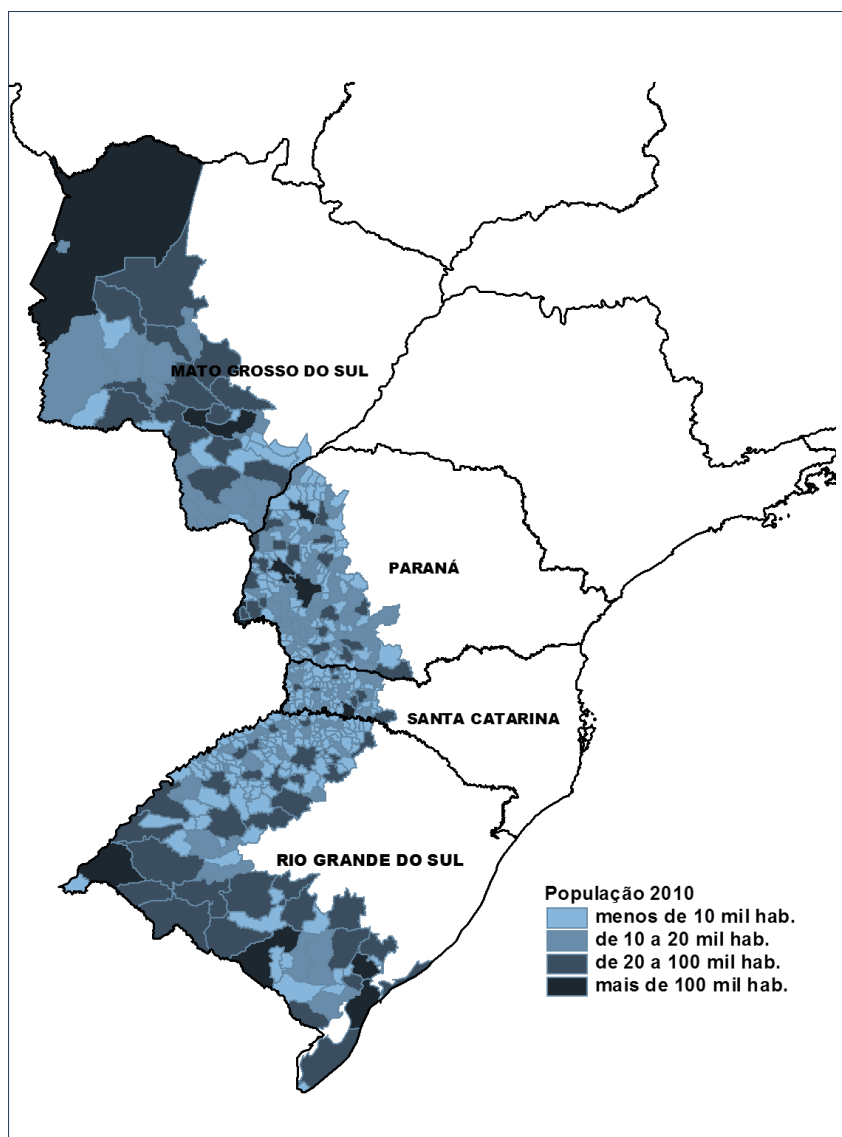 MATO GROSSO DO SUL
PARANÁ
SANTA CATARINA
RIO GRANDE DO SUL
População 2010
menos de 10 mil hab.
de 10 a 20 mil hab.
de 20 a 100 mil hab.
mais de 100 mil hab.